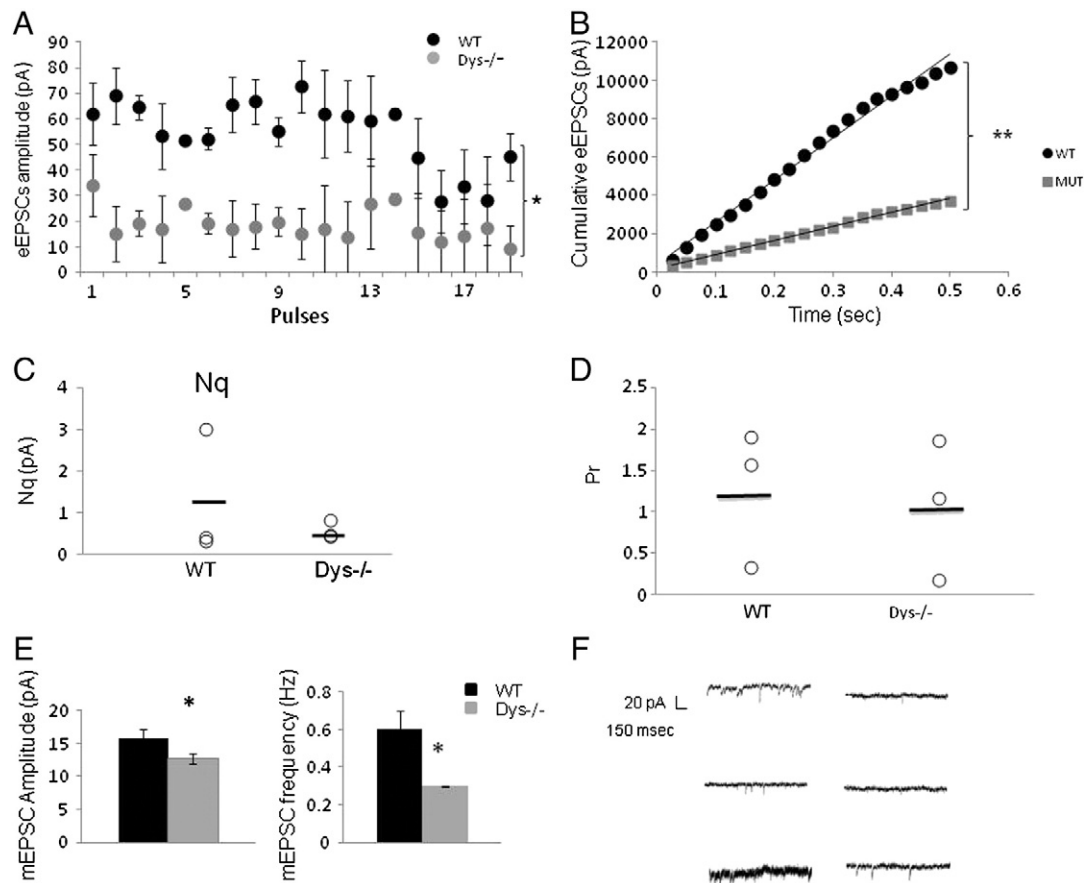 A
eEPSCs amplitude (pA)
90
80
70
60
50
40
30
20
10
0
1
5
9
13
17
Pulses
WT
Dys-/-
*
B
Cumulative eEPSCs (pA)
12000
10000
8000
6000
4000
2000
0
0
0.1
0.2
0.3
0.4
0.5
0.6
Time (sec)
**
WT
MUT
C
Nq
Nq (pA)
4
3
2
1
0
WT
Dys-/-
D
Pr
2.5
2
1.5
1
0.5
0
WT
Dys-/-
E
mEPSC Amplitude (pA)
20
15
10
5
0
*
mEPSC frequency (Hz)
0.8
0.6
0.4
0.2
0
*
WT
Dys-/-
F
20 pA
150 msec